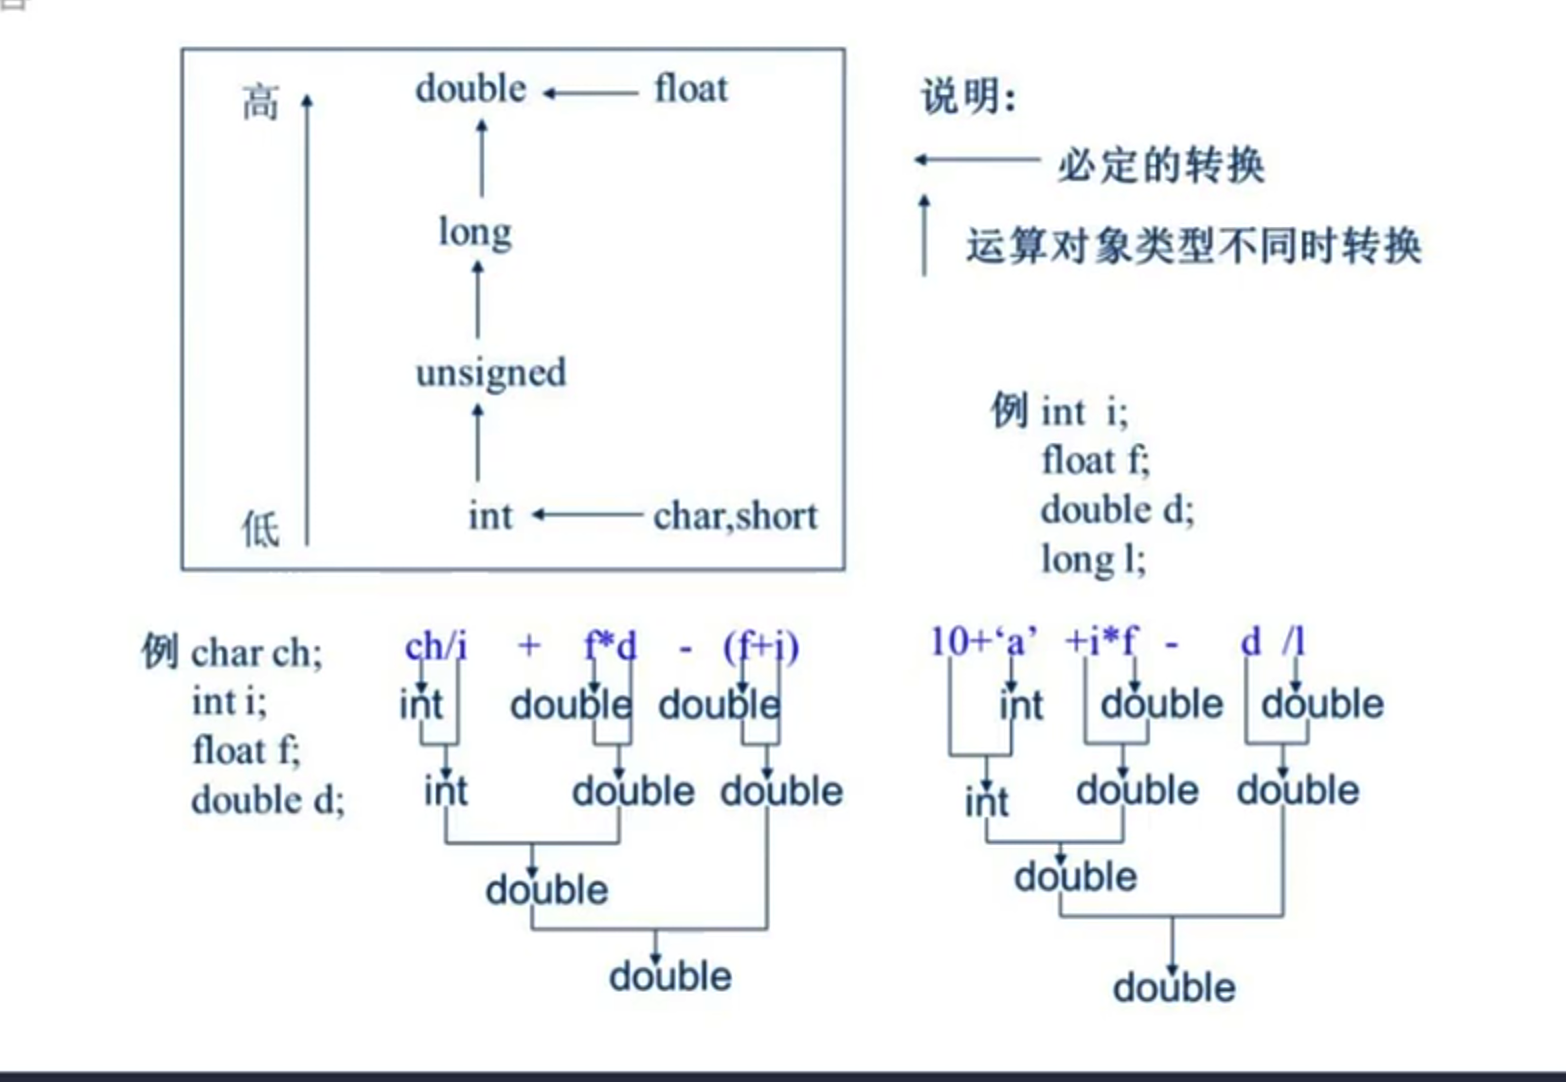 高 double float
long
unsigned
低 int char,short
说明:
必定的转换
运算对象类型不同时转换
例 int i;
float f;
double d;
long l;
例 char ch;
int i;
float f;
double d;
ch/i + f*d - (f+i)
int double double
int double double
double
double
10+‘a’ +i*f - d /l
int double double
int double double
double
double